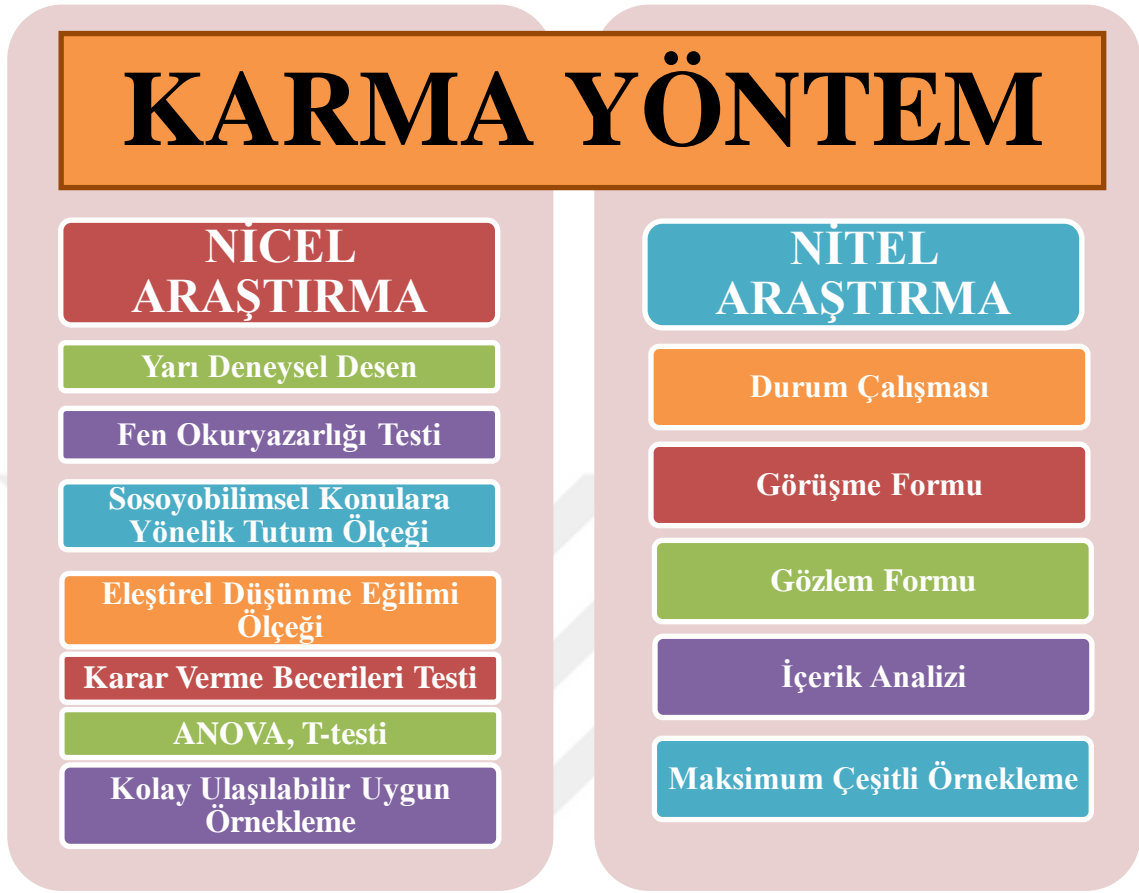 KARMA YÖNTEM
NİCEL
ARAŞTIRMA
Yarı Deneysel Desen
Fen Okuryazarlığı Testi
Sosoyobilimsel Konulara
Yönelik Tutum Ölçeği
Eleştirel Düşünme Eğilimi
Ölçeği
Karar Verme Becerileri Testi
ANOVA, T-testi
Kolay Ulaşılabilir Uygun
Örnekleme
NİTEL
ARAŞTIRMA
Durum Çalışması
Görüşme Formu
Gözlem Formu
İçerik Analizi
Maksimum Çeşitli Örnekleme